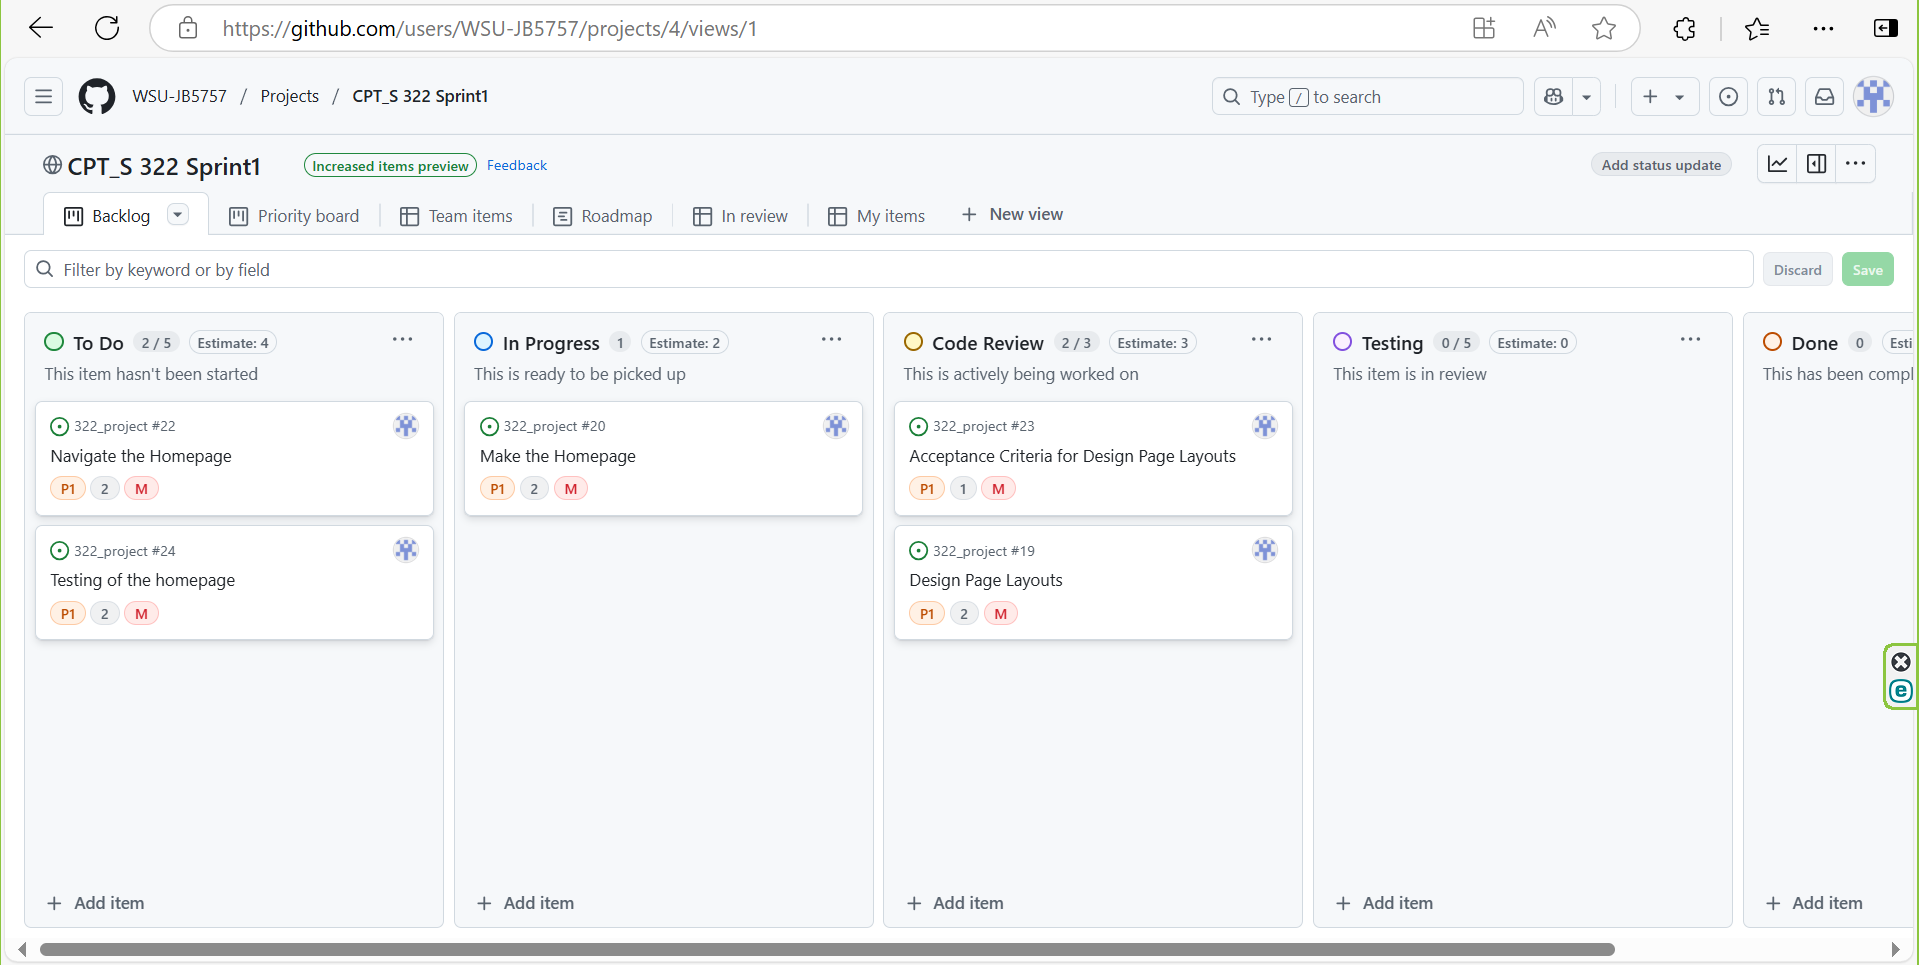 https://github.com/users/WSU-JB5757/projects/4/views/1
WSU-JB5757 / Projects / CPT_S 322 Sprint1
Type / to search
CPT_S 322 Sprint1
Increased items preview
Feedback
Add status update
Backlog
Priority board
Team items
Roadmap
In review
My items
+ New view
Filter by keyword or by field
Discard
Save
To Do 2 / 5 Estimate: 4
This item hasn't been started
322_project #22
Navigate the Homepage
P1 2 M
322_project #24
Testing of the homepage
P1 2 M
+ Add item
In Progress 1 Estimate: 2
This is ready to be picked up
322_project #20
Make the Homepage
P1 2 M
+ Add item
Code Review 2 / 3 Estimate: 3
This is actively being worked on
322_project #23
Acceptance Criteria for Design Page Layouts
P1 1 M
322_project #19
Design Page Layouts
P1 2 M
+ Add item
Testing 0 / 5 Estimate: 0
This item is in review
+ Add item
Done 0 Esti
This has been compl
+ Add item